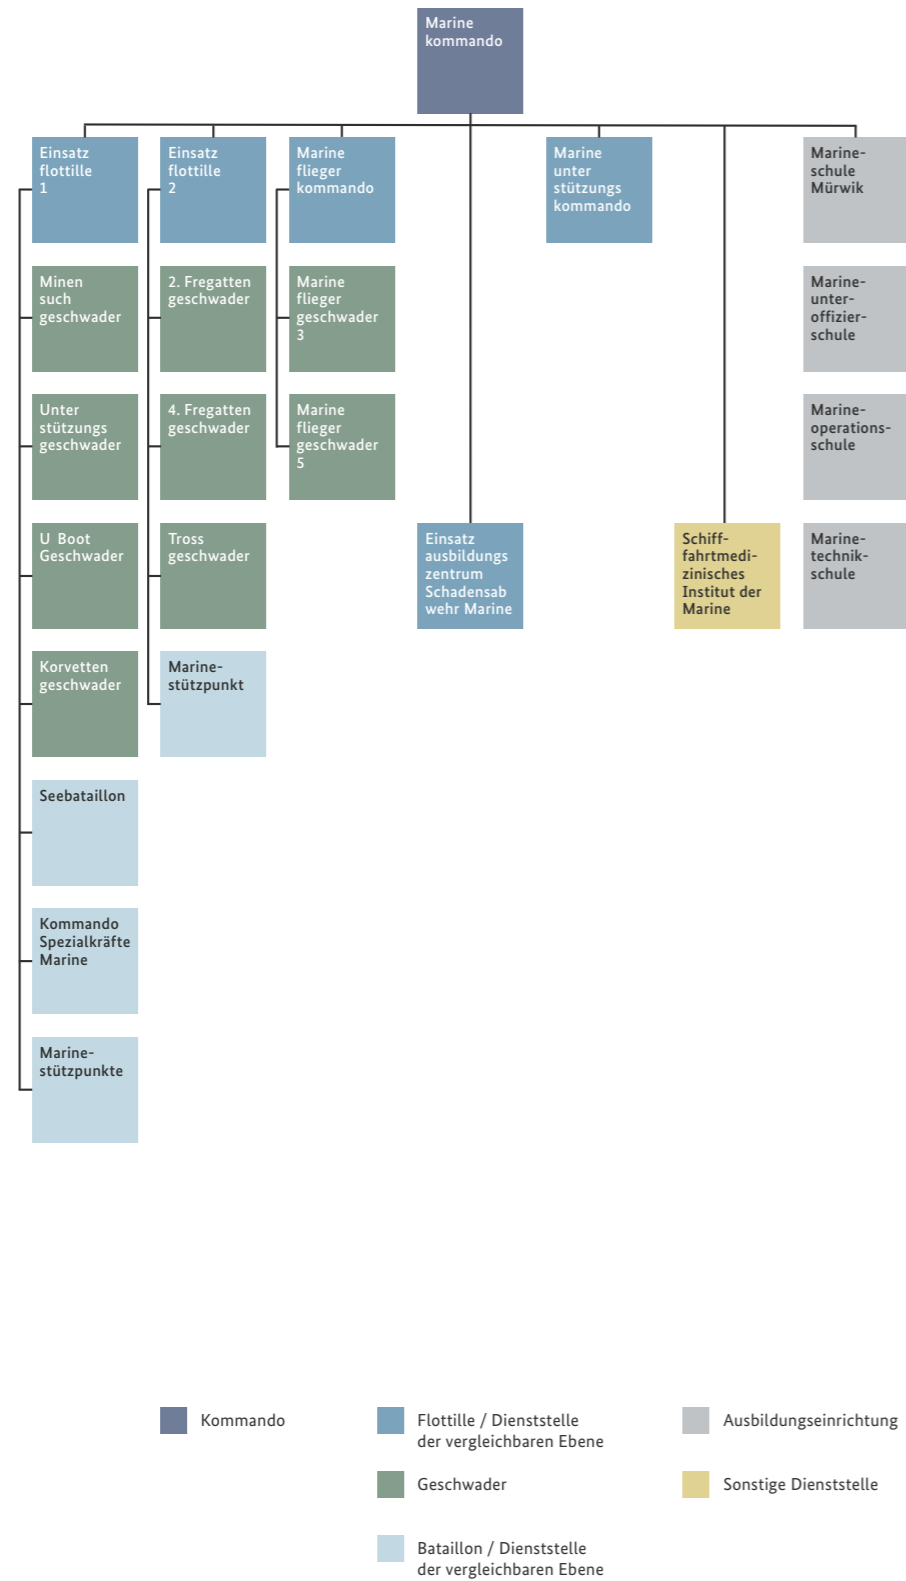 Marine
kommando
Einsatz
flottille
1
Einsatz
flottille
2
Marine
flieger
kommando
Marine
unter
stützungs
kommando
Marine-
schule
Mürwik
Minen
such
geschwader
2. Fregatten
geschwader
Marine
flieger
geschwader
3
Marine-
unter-
offizier-
schule
Unter
stützungs
geschwader
4. Fregatten
geschwader
Marine
flieger
geschwader
5
Marine-
operations-
schule
U Boot
Geschwader
Tross
geschwader
Einsatz
ausbildungs
zentrum
Schadensab
wehr Marine
Schiff-
fahrtmedi-
zinisches
Institut der
Marine
Marine-
technik-
schule
Korvetten
geschwader
Marine-
stützpunkt
Seebataillon
Kommando
Spezialkräfte
Marine
Marine-
stützpunkte
Kommando
Flottille / Dienststelle
der vergleichbaren Ebene
Ausbildungseinrichtung
Geschwader
Sonstige Dienststelle
Bataillon / Dienststelle
der vergleichbaren Ebene